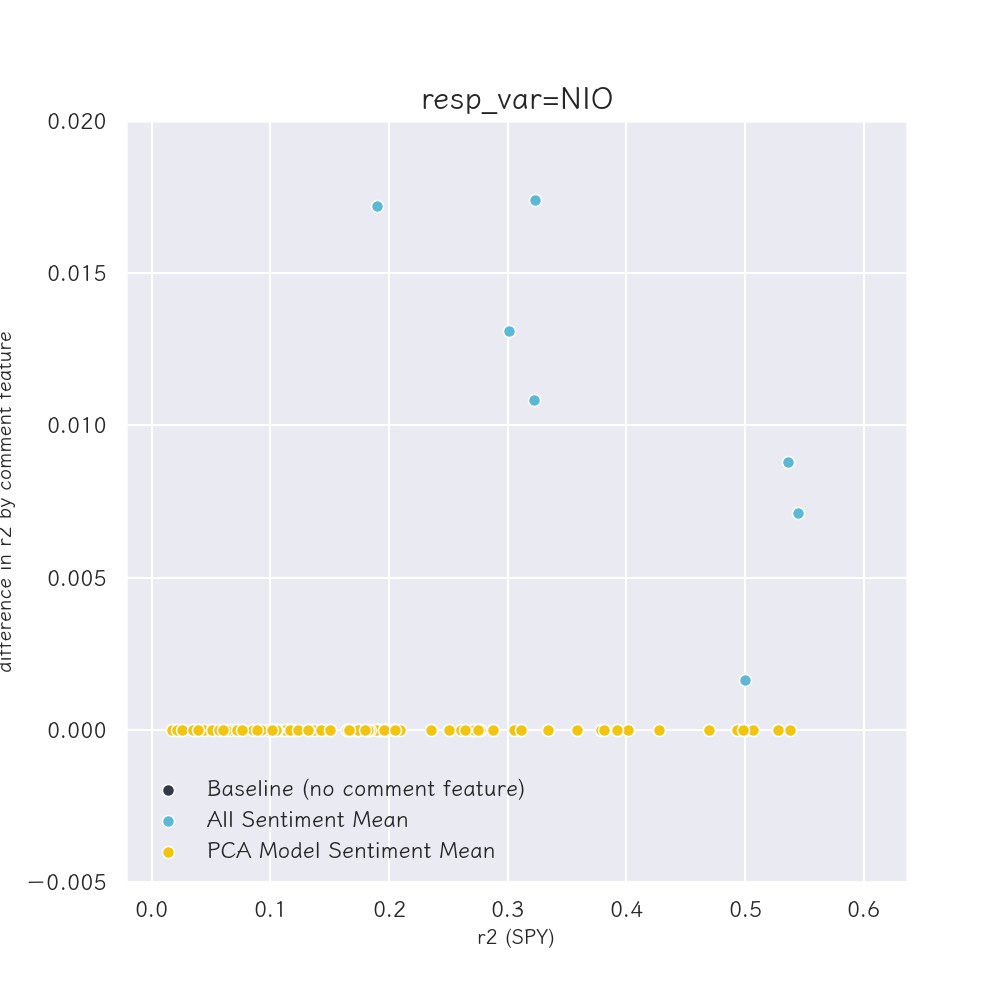 resp_var=NIO
0.020
0.015
0.010
0.005
0.000
−0.005
difference in r2 by comment feature
Baseline (no comment feature)
All Sentiment Mean
PCA Model Sentiment Mean
0.0 0.1 0.2 0.3 0.4 0.5 0.6
r2 (SPY)